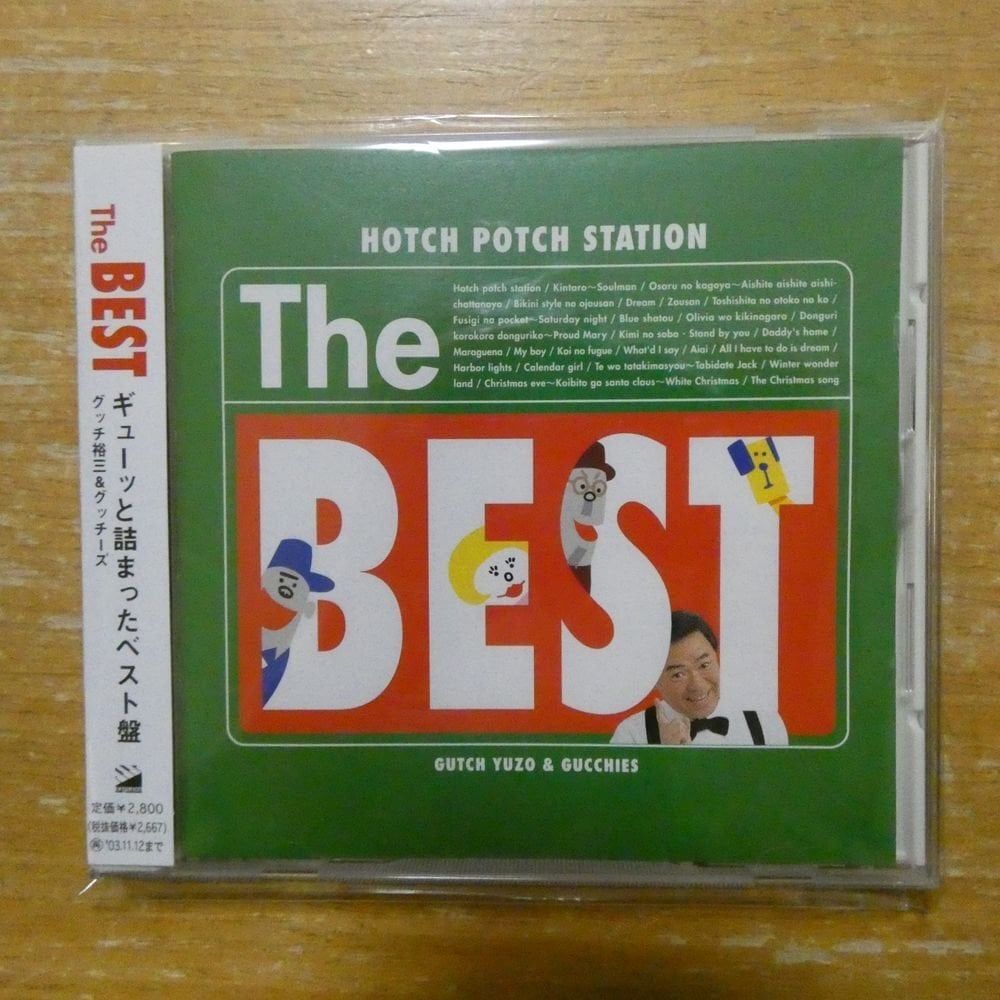 The BEST
ギューッと詰まったベスト盤
グッチ裕三&グッチーズ
定価¥2,800
(税抜価格¥2,667)
再'03.11.12まで
HOTCH POTCH STATION
The
Hotch potch station / Kintaro~Soulman / Osaru no kagoya~Aishite aishite aishi-
chattanoyo / Bikini style no ojousan / Dream / Zousan / Toshishita no otoko no ko /
Fusigi na pocket~Saturday night / Blue shatou / Olivia wo kikinagara / Donguri
korokoro donguriko~Proud Mary / Kimi no soba - Stand by you / Daddy's home /
Maraguena / My boy / Koi no fugue / What'd I say / Aiai / All I have to do is dream /
Harbor lights / Calendar girl / Te wo tatakimasyou~Tabidate Jack / Winter wonder
land / Christmas eve~Koibito ga santa claus~White Christmas / The Christmas song
BEST
GUTCH YUZO & GUCCHIES